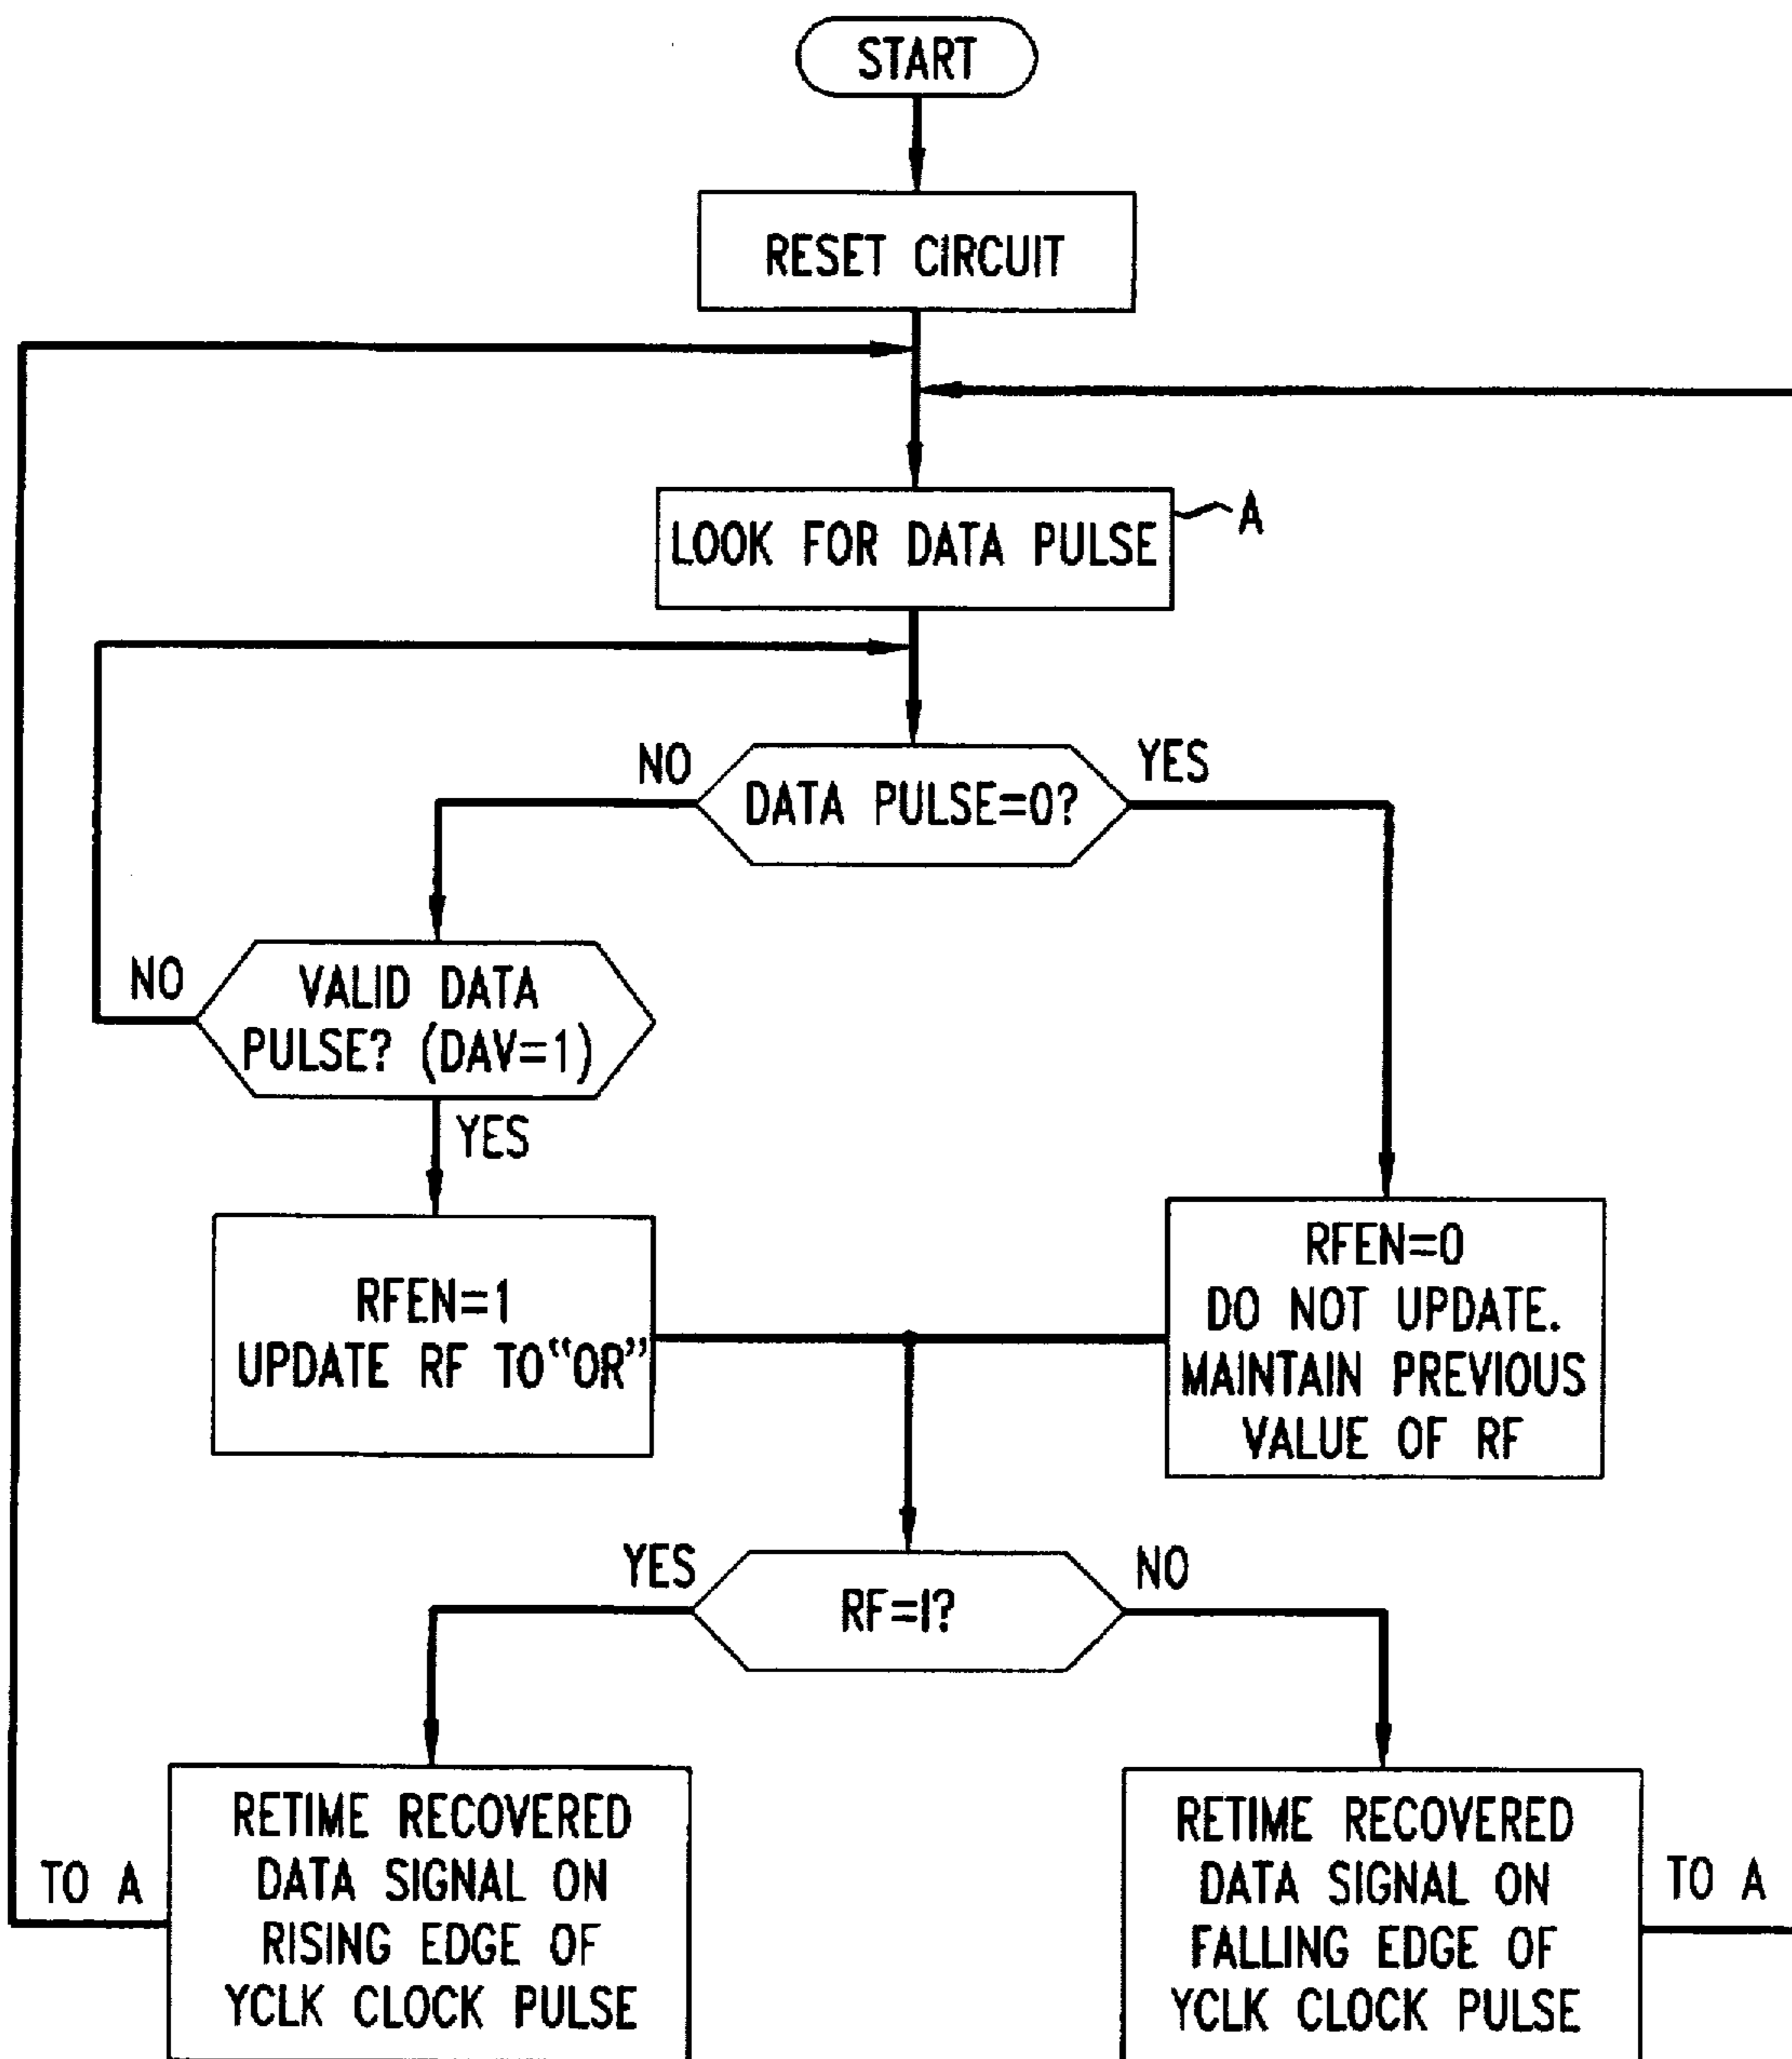 START
RESET CIRCUIT
LOOK FOR DATA PULSE
A
NO
YES
DATA PULSE=0?
NO
VALID DATA
PULSE? (DAV=1)
YES
RFEN=1
UPDATE RF TO“OR”
RFEN=0
DO NOT UPDATE.
MAINTAIN PREVIOUS
VALUE OF RF
YES
NO
RF=1?
RETIME RECOVERED
DATA SIGNAL ON
RISING EDGE OF
YCLK CLOCK PULSE
TO A
RETIME RECOVERED
DATA SIGNAL ON
FALLING EDGE OF
YCLK CLOCK PULSE
TO A